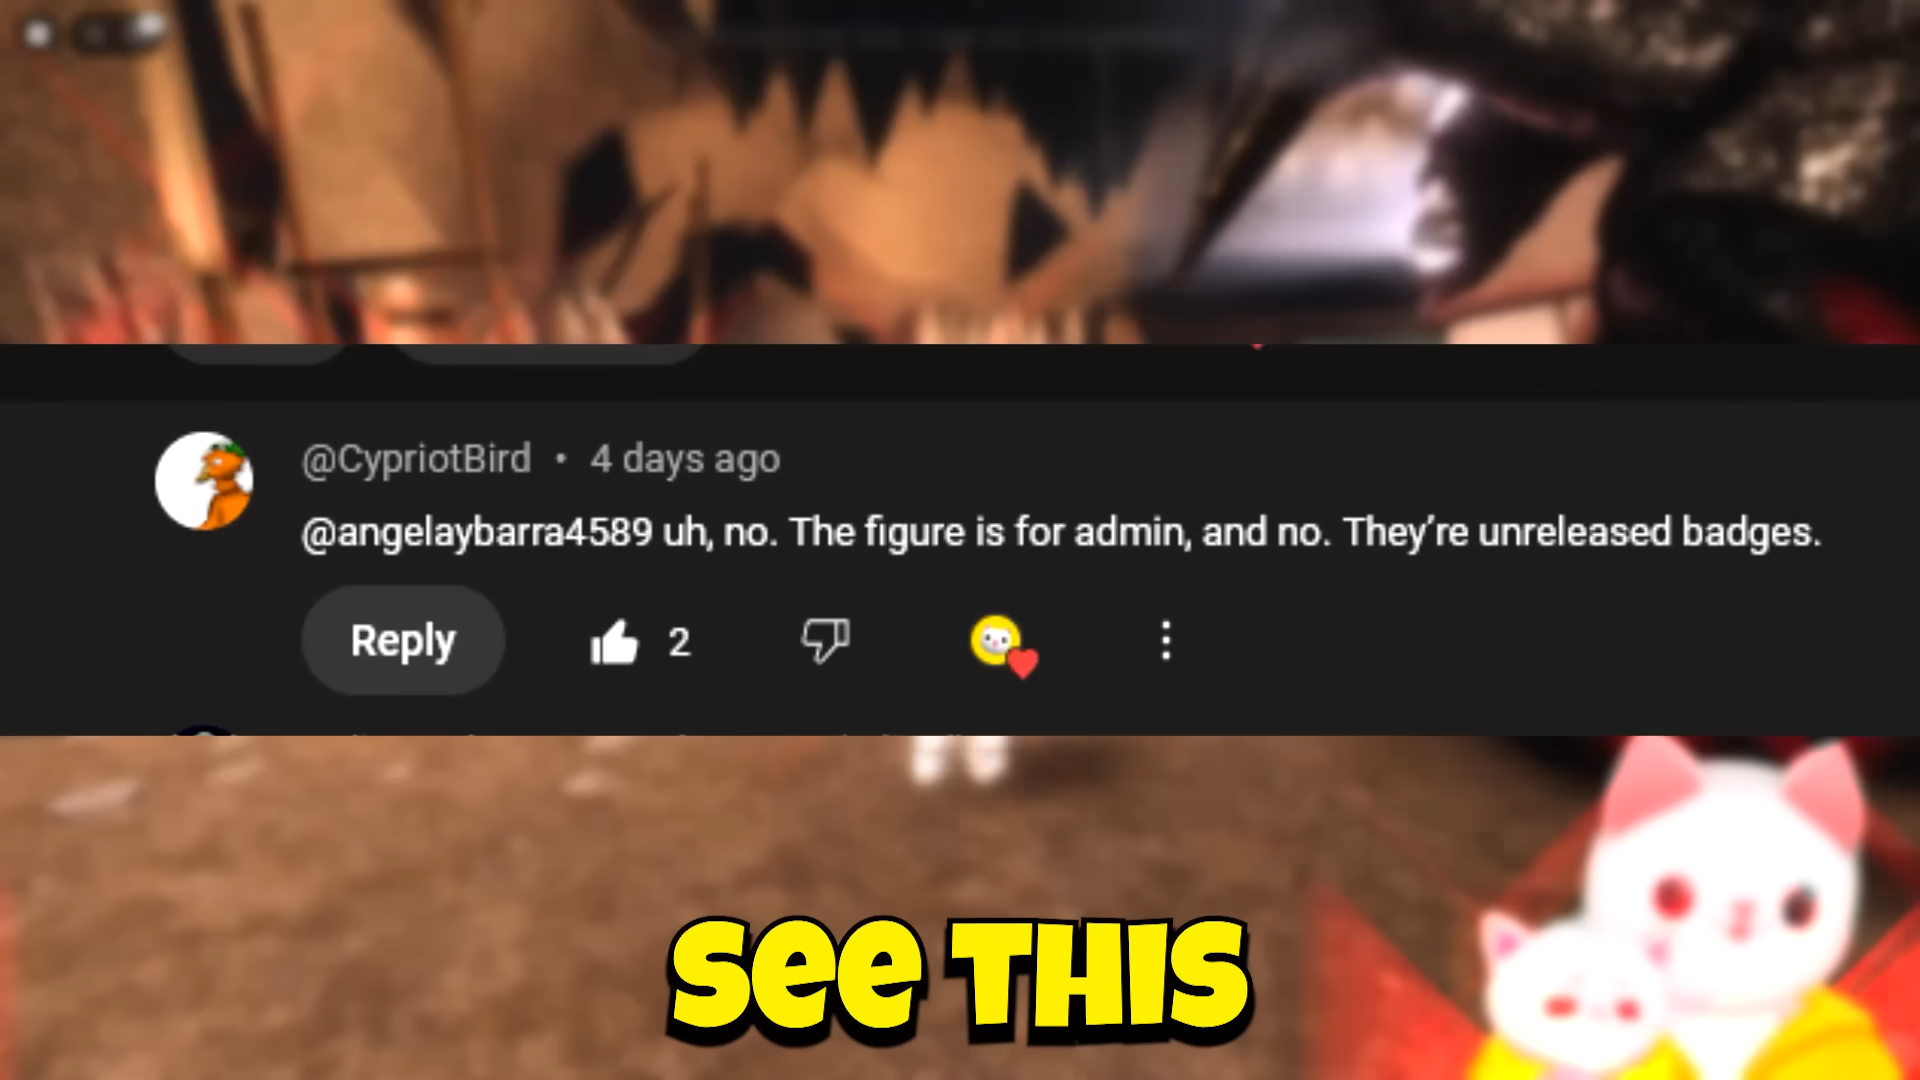 @CypriotBird • 4 days ago
@angelaybarra4589 uh, no. The figure is for admin, and no. They’re unreleased badges.
Reply 2
SEE THIS